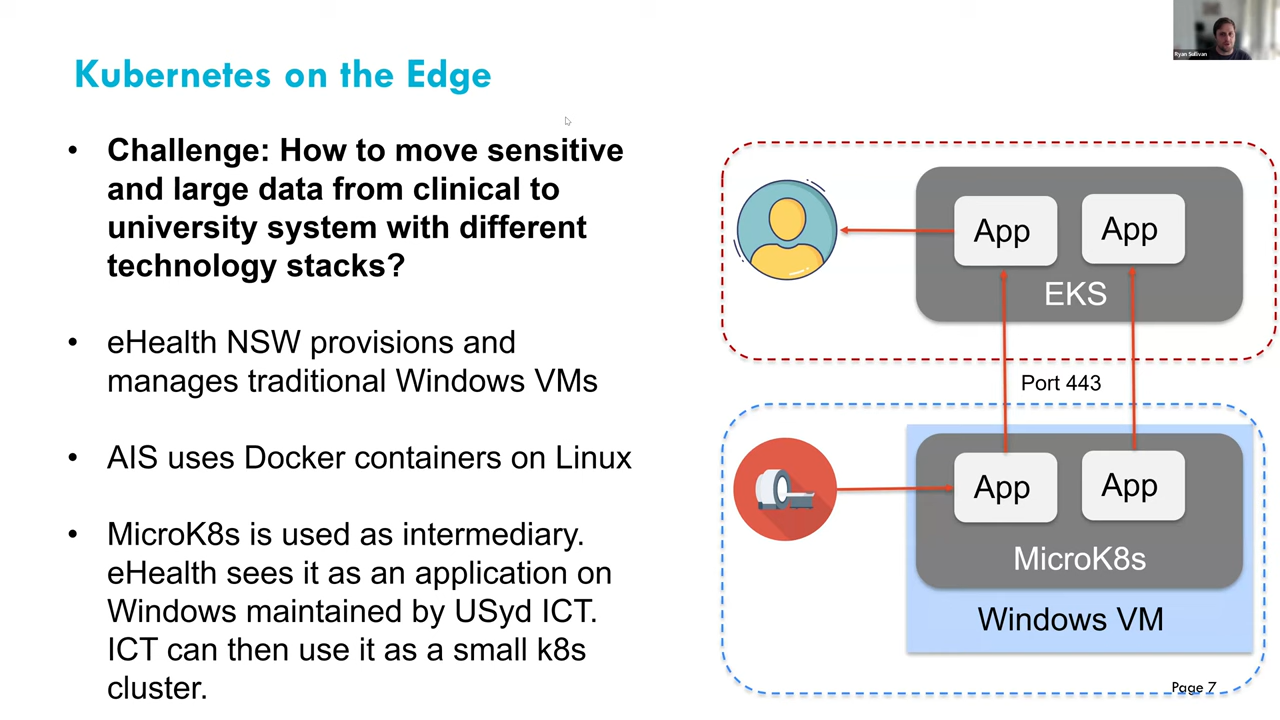 Ryan Sullivan
Kubernetes on the Edge
• Challenge: How to move sensitive
and large data from clinical to
university system with different
technology stacks?
• eHealth NSW provisions and
manages traditional Windows VMs
• AIS uses Docker containers on Linux
• MicroK8s is used as intermediary.
eHealth sees it as an application on
Windows maintained by USyd ICT.
ICT can then use it as a small k8s
cluster.
App
App
EKS
Port 443
App
App
MicroK8s
Windows VM
Page 7